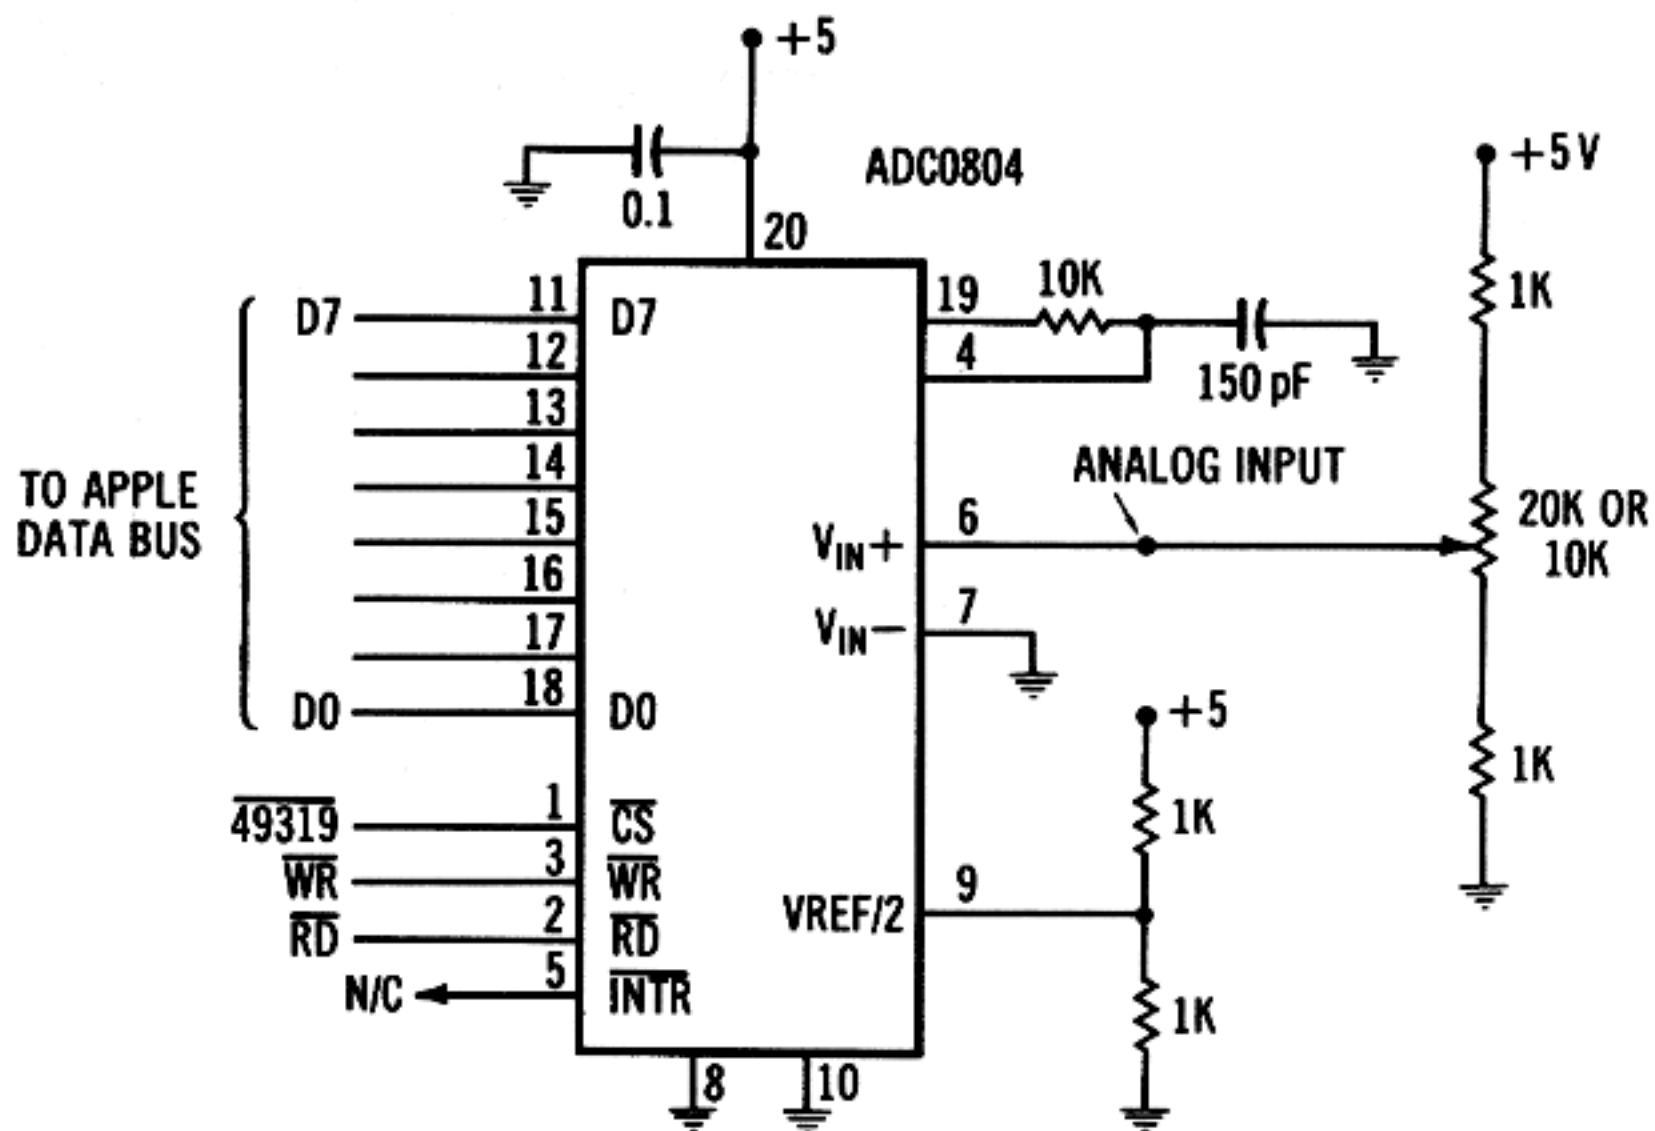 +5
+5 V
ADC0804
0.1
20
1K
10K
19
4
150 pF
D7
11
D7
12
13
14
15
16
17
18
D0
D0
TO APPLE
DATA BUS
ANALOG INPUT
6
VIN+
20K OR
10K
7
VIN−
+5
1K
1K
9
VREF/2
1K
49319
1
CS
WR
3
WR
RD
2
RD
N/C
5
INTR
8
10